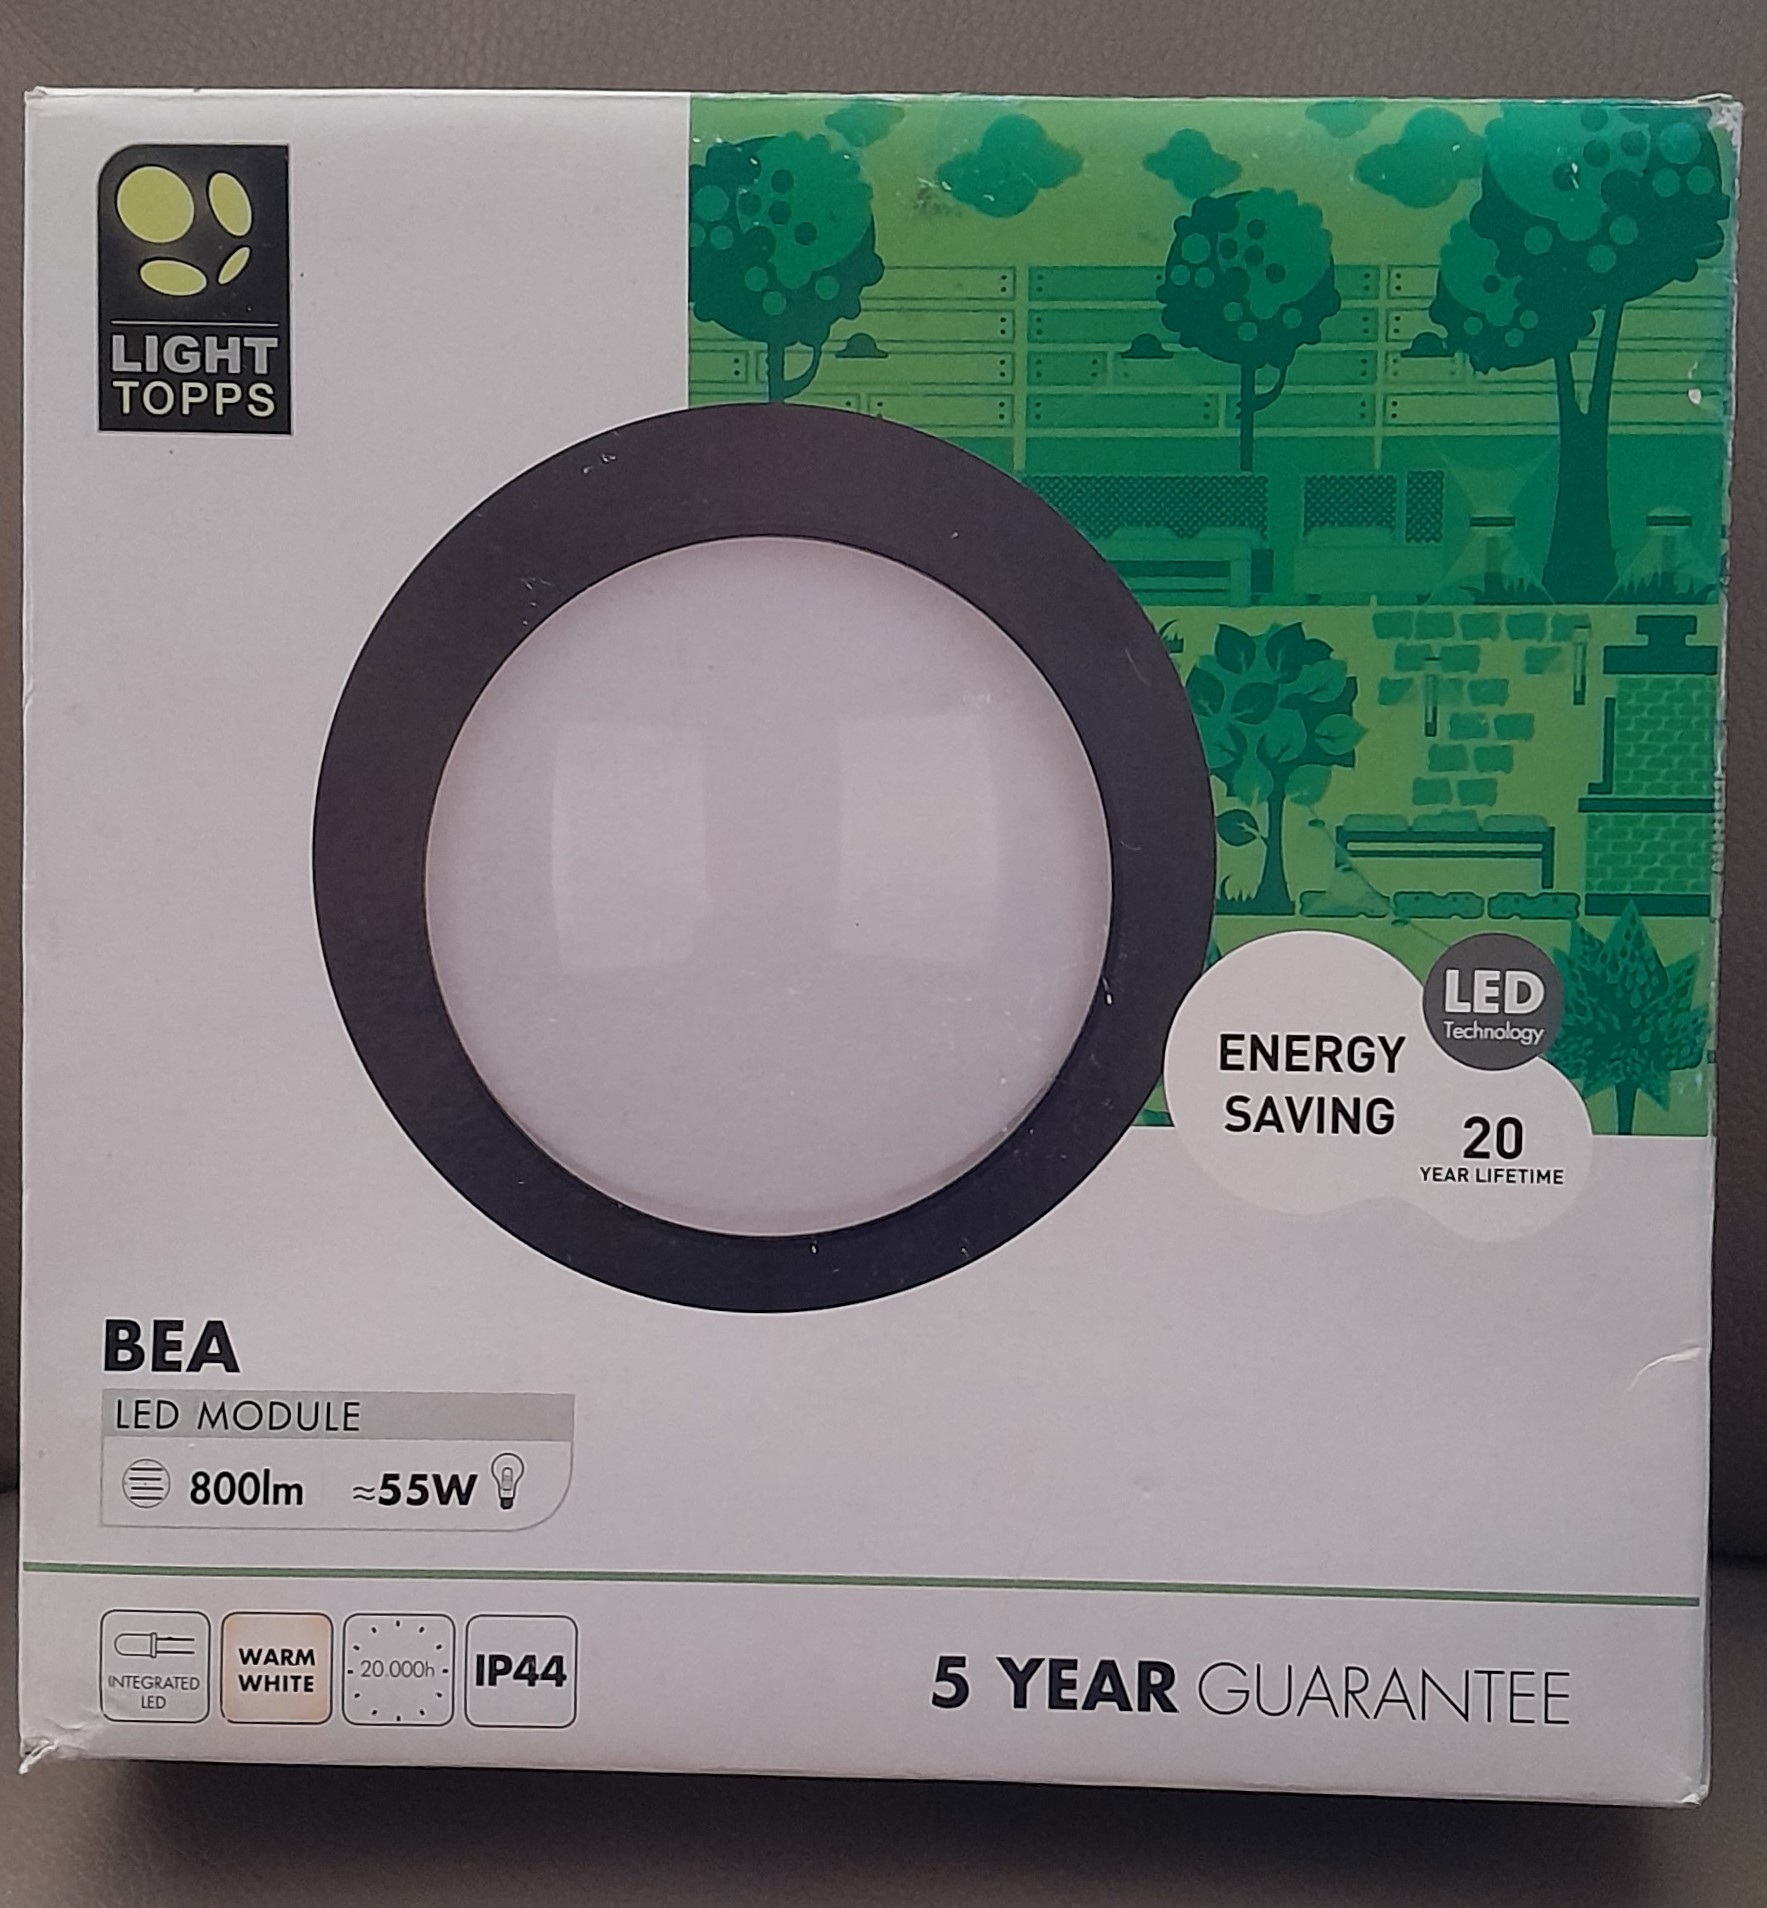 LIGHT
TOPPS
LED
Technology
ENERGY
SAVING
20
YEAR LIFETIME
BEA
LED MODULE
800lm ≈55W
INTEGRATED
LED
WARM
WHITE
20.000h
IP44
5 YEAR GUARANTEE